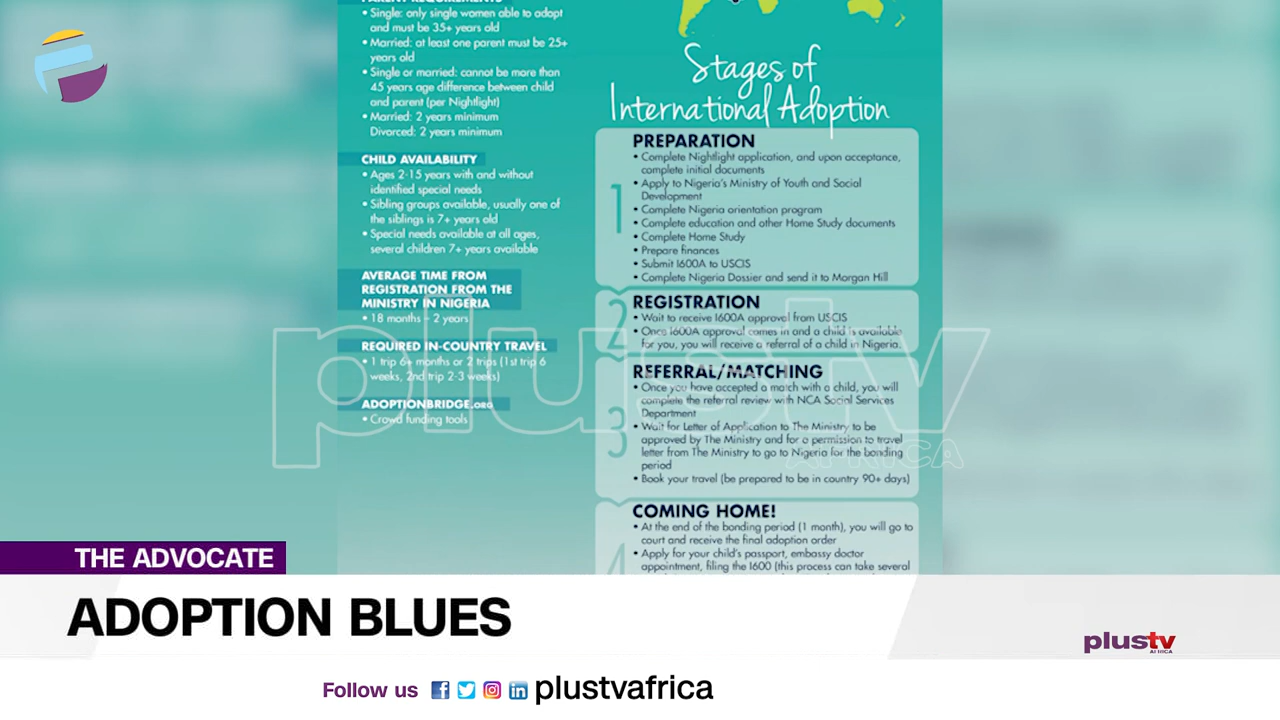 • Single: only single women able to adopt
and must be 35+ years old
• Married: at least one parent must be 25+
years old
• Single or married: cannot be more than
45 years age difference between child
and parent (per Nightlight)
• Married: 2 years minimum
Divorced: 2 years minimum
CHILD AVAILABILITY
• Ages 2-15 years with and without
identified special needs
• Sibling groups available, usually one of
the siblings is 7+ years old
• Special needs available at all ages,
several children 7+ years available
AVERAGE TIME FROM
REGISTRATION FROM THE
MINISTRY IN NIGERIA
• 18 months – 2 years
REQUIRED IN-COUNTRY TRAVEL
• 1 trip 6+ months or 2 trips (1st trip 6
weeks, 2nd trip 2-3 weeks)
ADOPTIONBRIDGE.ORG
• Crowd funding tools
Stages of
International Adoption
1
PREPARATION
• Complete Nightlight application, and upon acceptance,
complete initial documents
• Apply to Nigeria's Ministry of Youth and Social
Development
• Complete Nigeria orientation program
• Complete education and other Home Study documents
• Complete Home Study
• Prepare finances
• Submit I600A to USCIS
• Complete Nigeria Dossier and send it to Morgan Hill
2
REGISTRATION
• Wait to receive I600A approval from USCIS
• Once I600A approval comes in and a child is available
for you, you will receive a referral of a child in Nigeria.
3
REFERRAL/MATCHING
• Once you have accepted a match with a child, you will
complete the referral review with NCA Social Services
Department
• Wait for Letter of Application to The Ministry to be
approved by The Ministry and for a permission to travel
letter from The Ministry to go to Nigeria for the bonding
period
• Book your travel (be prepared to be in country 90+ days)
4
COMING HOME!
• At the end of the bonding period (1 month), you will go to
court and receive the final adoption order
• Apply for your child's passport, embassy doctor
appointment, filing the I600 (this process can take several
plustv
AFRICA
THE ADVOCATE
ADOPTION BLUES
plustv
AFRICA
Follow us plustvafrica